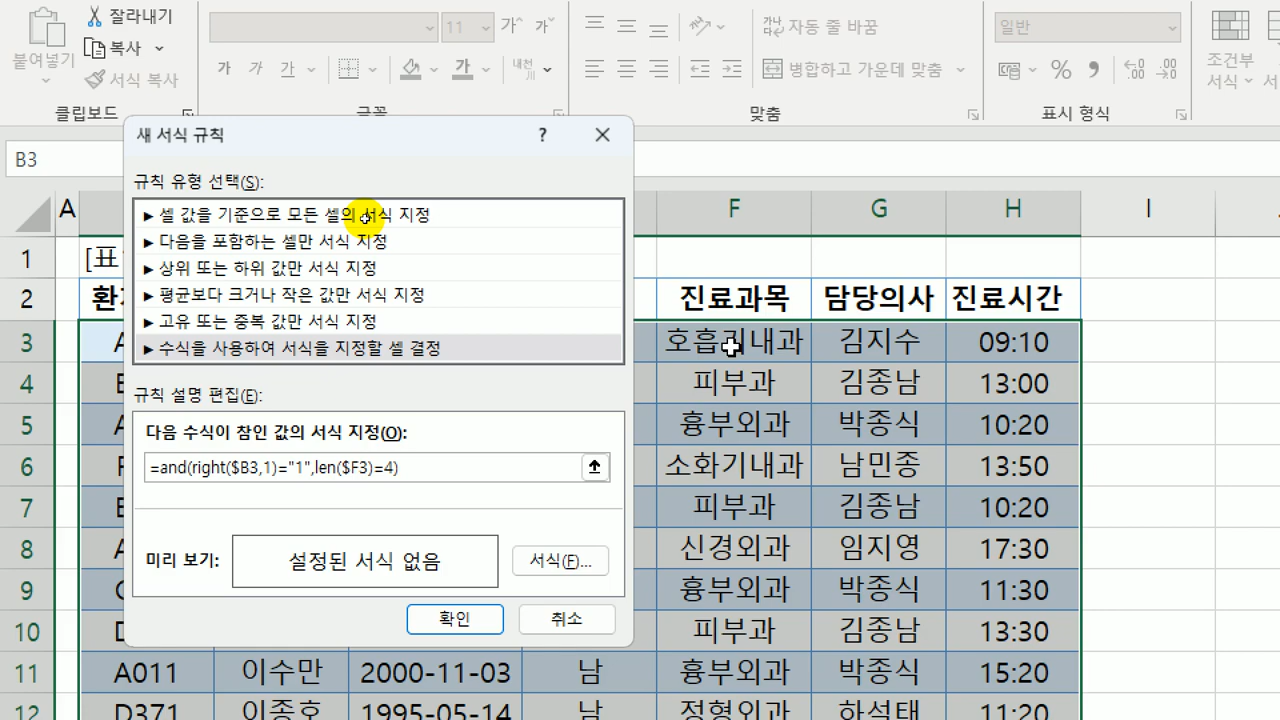 잘라내기
복사
서식 복사
붙여넣기
클립보드
11
가
가
가
가
가
가
내천
글꼴
가나
다
자동 줄 바꿈
병합하고 가운데 맞춤
맞춤
일반
%
표시 형식
조건부
서식
B3
새 서식 규칙
?
규칙 유형 선택(S):
▶ 셀 값을 기준으로 모든 셀의 서식 지정
▶ 다음을 포함하는 셀만 서식 지정
▶ 상위 또는 하위 값만 서식 지정
▶ 평균보다 크거나 작은 값만 서식 지정
▶ 고유 또는 중복 값만 서식 지정
▶ 수식을 사용하여 서식을 지정할 셀 결정
규칙 설명 편집(E):
다음 수식이 참인 값의 서식 지정(O):
=and(right($B3,1)="1",len($F3)=4)
미리 보기:
설정된 서식 없음
서식(F)...
확인
취소
A F G H I
1 [표
2 진료과목 담당의사 진료시간
3 호흡기내과 김지수 09:10
4 피부과 김종남 13:00
5 흉부외과 박종식 10:20
6 소화기내과 남민종 13:50
7 피부과 김종남 10:20
8 신경외과 임지영 17:30
9 흉부외과 박종식 11:30
10 피부과 김종남 13:30
11 A011 이수만 2000-11-03 남 흉부외과 박종식 15:20
12 D371 이종호 1995-05-14 남 정형외과 하석태 11:20